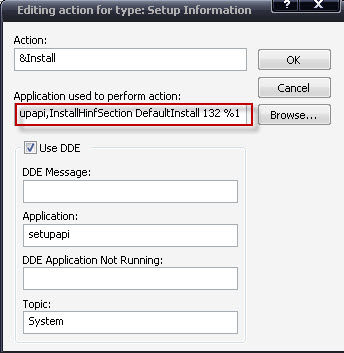 Editing action for type: Setup Information
Action:
&Install
OK
Cancel
Application used to perform action:
upapi,InstallHinfSection DefaultInstall 132 %1
Browse...
Use DDE
DDE Message:
Application:
setupapi
DDE Application Not Running:
Topic:
System